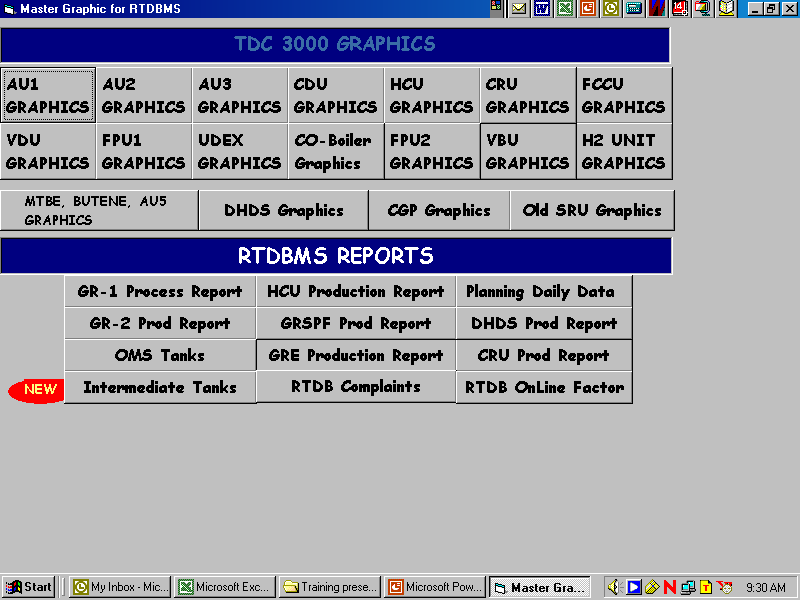 Master Graphic for RTDBMS
TDC 3000 GRAPHICS
AU1 AU2 AU3 CDU HCU CRU FCCU
GRAPHICS GRAPHICS GRAPHICS GRAPHICS GRAPHICS GRAPHICS GRAPHICS
VDU FPU1 UDEX CO-Boiler FPU2 VBU H2 UNIT
GRAPHICS GRAPHICS GRAPHICS Graphics GRAPHICS GRAPHICS GRAPHICS
MTBE, BUTENE, AU5
GRAPHICS
DHDS Graphics CGP Graphics Old SRU Graphics
RTDBMS REPORTS
GR-1 Process Report HCU Production Report Planning Daily Data
GR-2 Prod Report GRSPF Prod Report DHDS Prod Report
OMS Tanks GRE Production Report CRU Prod Report
NEW Intermediate Tanks RTDB Complaints RTDB OnLine Factor
Start My Inbox - Mic... Microsoft Exc... Training prese... Microsoft Pow... Master Gra... 9:30 AM